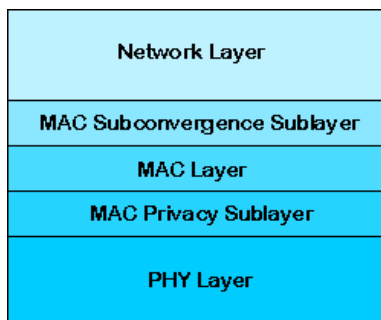 Network Layer
MAC Subconvergence Sublayer
MAC Layer
MAC Privacy Sublayer
PHY Layer